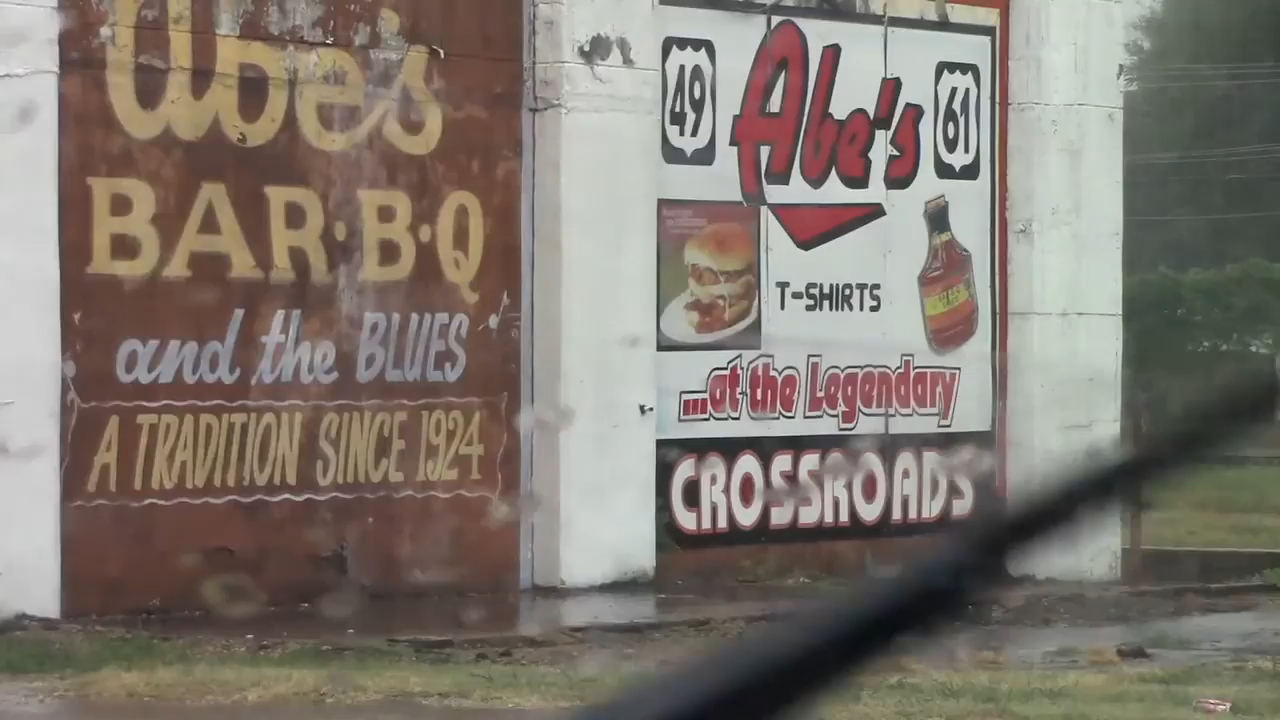 Abe's
BAR·B·Q
and the BLUES
A TRADITION SINCE 1924
49
Abe's
61
T-SHIRTS
...at the Legendary
CROSSROADS